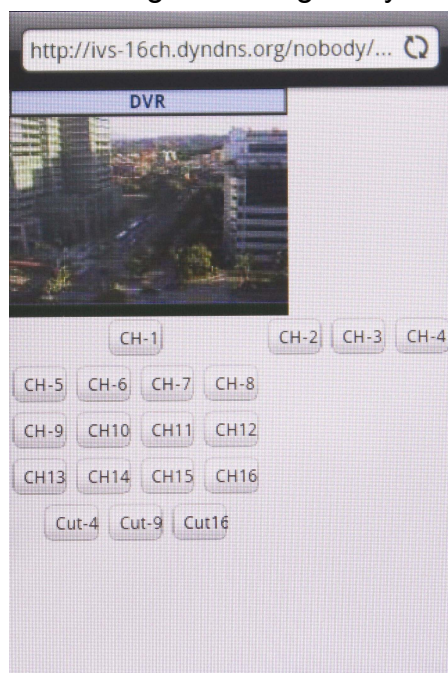 http://ivs-16ch.dyndns.org/nobody/...
DVR
CH-1 CH-2 CH-3 CH-4
CH-5 CH-6 CH-7 CH-8
CH-9 CH10 CH11 CH12
CH13 CH14 CH15 CH16
Cut-4 Cut-9 Cut16